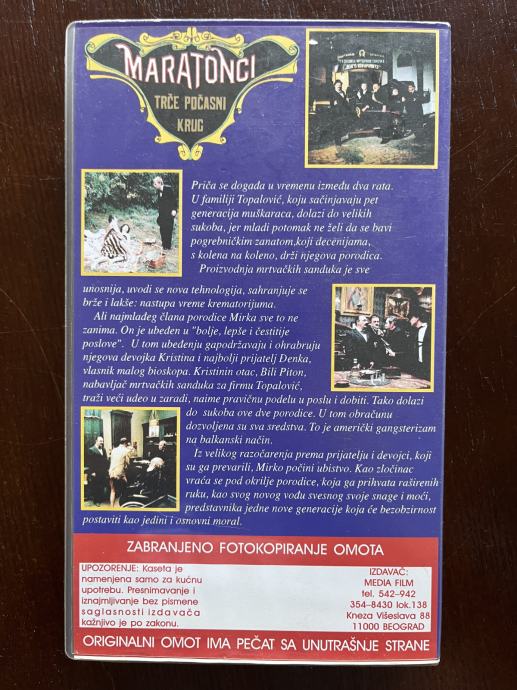 MARATONCI
TRČE POČASNI
KRUG
Priča se događa u vremenu između dva rata.
U familiji Topalović, koju sačinjavaju pet
generacija muškaraca, dolazi do velikih
sukoba, jer mladi potomak ne želi da se bavi
pogrebničkim zanatom,koji decenijama,
s kolena na koleno, drži njegova porodica.
Proizvodnja mrtvačkih sanduka je sve
unosnija, uvodi se nova tehnologija, sahranjuje se
brže i lakše: nastupa vreme krematorijuma.
Ali najmlađeg člana porodice Mirka sve to ne
zanima. On je ubeđen u "bolje, lepše i čestitije
poslove". U tom ubeđenju gapodržavaju i ohrabruju
njegova devojka Kristina i najbolji prijatelj Đenka,
vlasnik malog bioskopa. Kristinin otac, Bili Piton,
nabavljač mrtvačkih sanduka za firmu Topalović,
traži veći udeo u zaradi, naime pravičnu podelu u poslu i dobiti. Tako dolazi
do sukoba ove dve porodice. U tom obračunu
dozvoljena su sva sredstva. To je američki gangsterizam
na balkanski način.
Iz velikog razočarenja prema prijatelju i devojci, koji
su ga prevarili, Mirko počini ubistvo. Kao zločinac
vraća se pod okrilje porodice, koja ga prihvata raširenih
ruku, kao svog novog vođu svesnog svoje snage i moći,
predstavnika jedne nove generacije koja će bezobzirnost
postaviti kao jedini i osnovni moral.
ZABRANJENO FOTOKOPIRANJE OMOTA
UPOZORENJE: Kaseta je
namenjena samo za kućnu
upotrebu. Presnimavanje i
iznajmljivanje bez pismene
saglasnosti izdavača
kažnjivo je po zakonu.
IZDAVAČ:
MEDIA FILM
tel. 542-942
354-8430 lok.138
Kneza Višeslava 88
11000 BEOGRAD
ORIGINALNI OMOT IMA PEČAT SA UNUTRAŠNJE STRANE